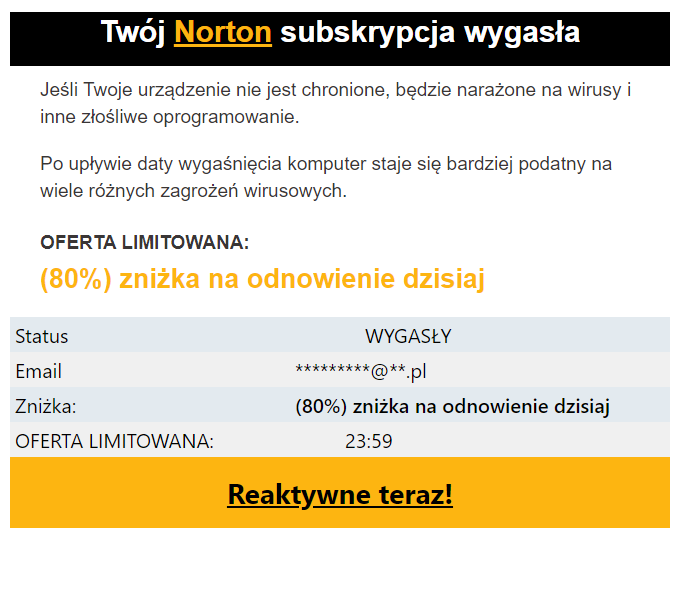 Twój Norton subskrypcja wygasła
Jeśli Twoje urządzenie nie jest chronione, będzie narażone na wirusy i
inne złośliwe oprogramowanie.
Po upływie daty wygaśnięcia komputer staje się bardziej podatny na
wiele różnych zagrożeń wirusowych.
OFERTA LIMITOWANA:
(80%) zniżka na odnowienie dzisiaj
Status WYGASŁY
Email *********@**.pl
Zniżka: (80%) zniżka na odnowienie dzisiaj
OFERTA LIMITOWANA: 23:59
Reaktywne teraz!